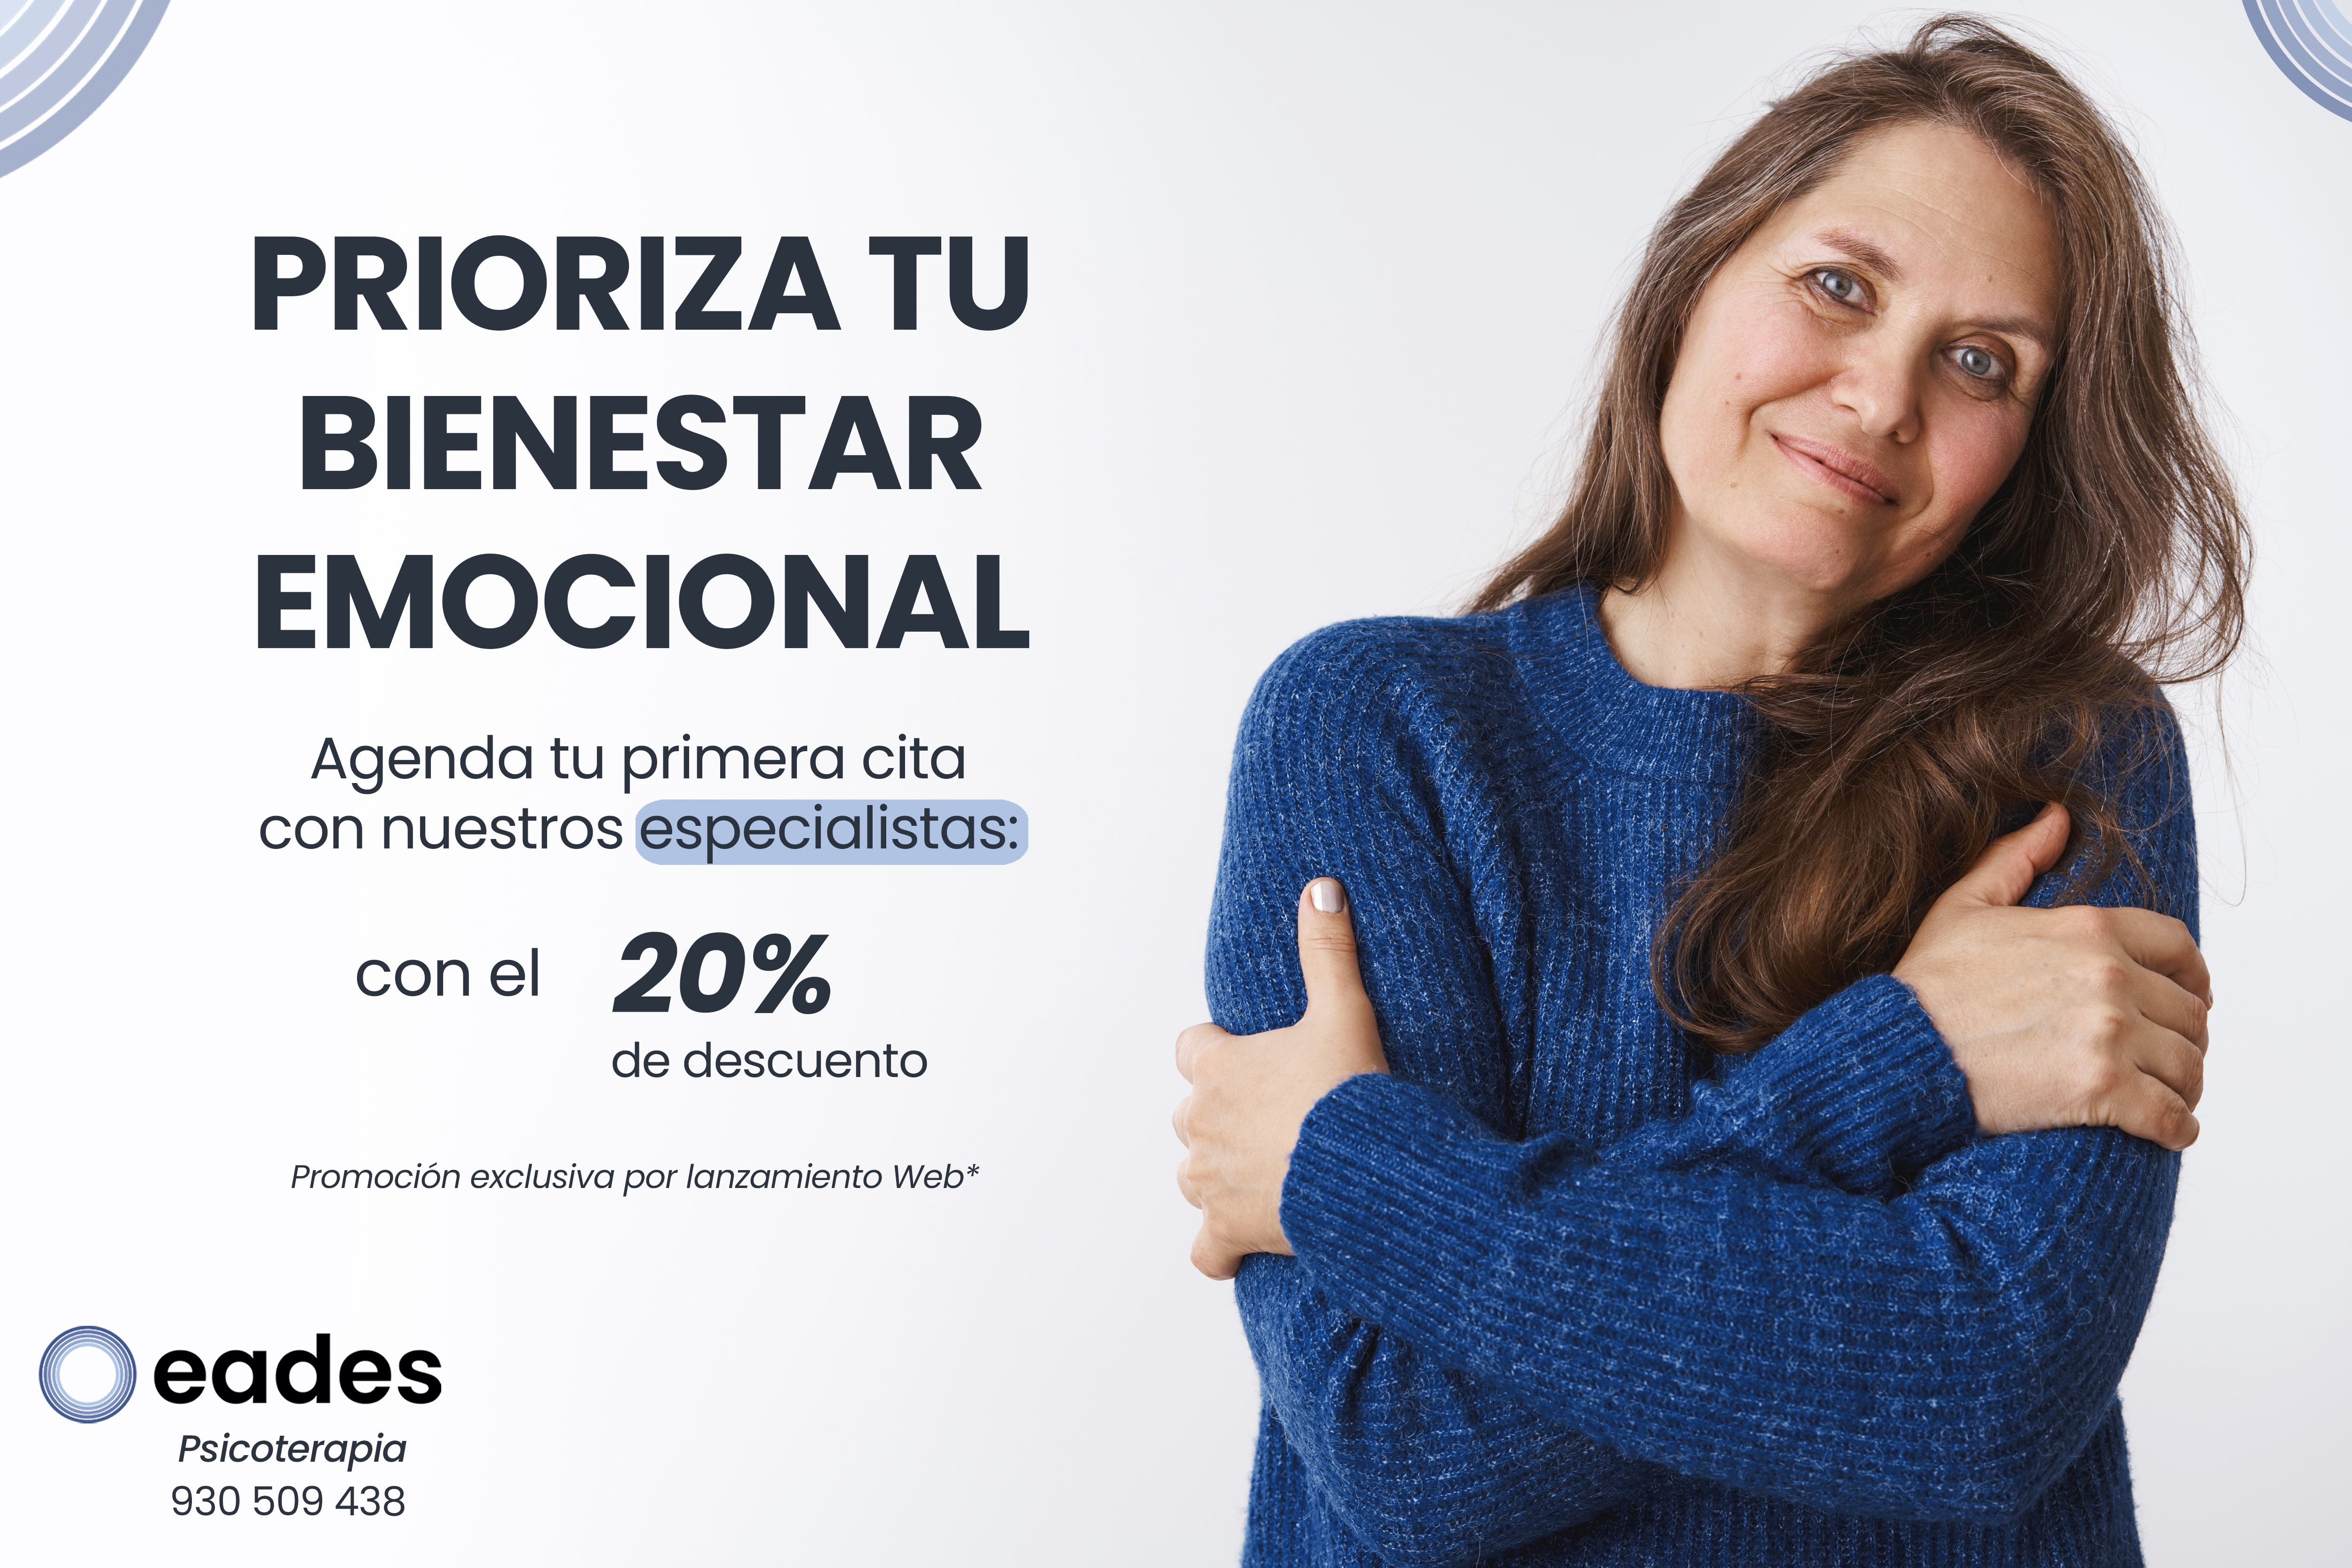 PRIORIZA TU
BIENESTAR
EMOCIONAL
Agenda tu primera cita
con nuestros especialistas:
con el 20%
de descuento
Promoción exclusiva por lanzamiento Web*
eades
Psicoterapia
930 509 438